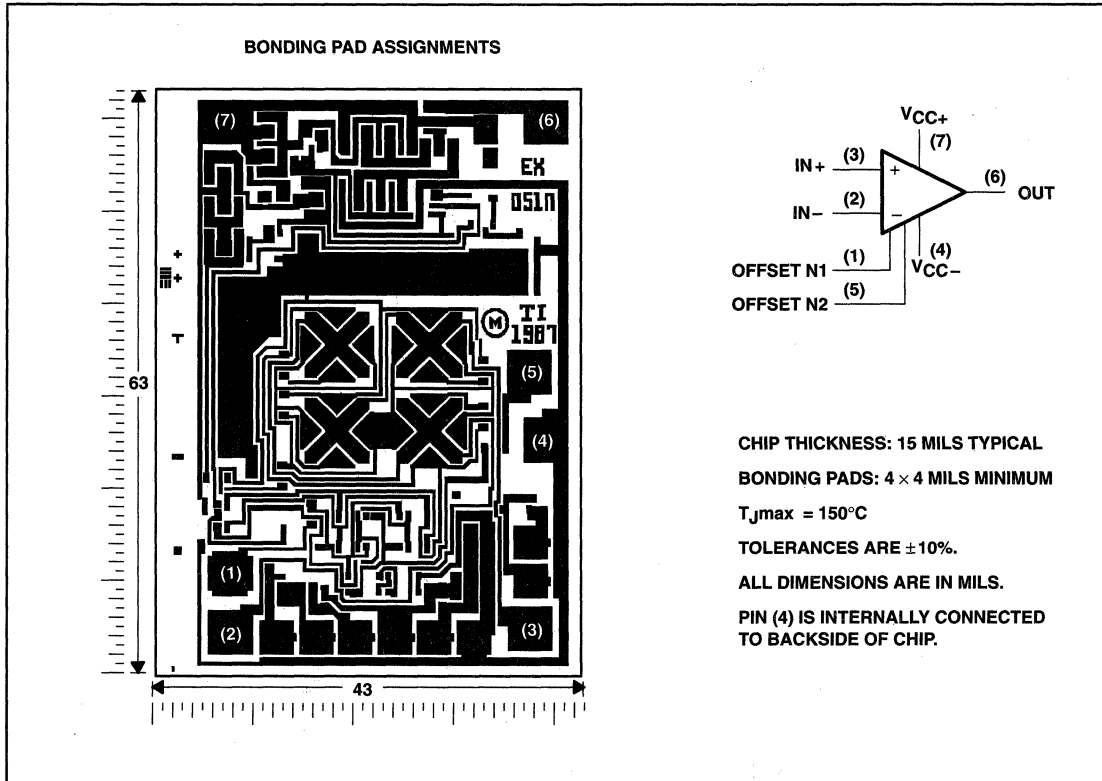 BONDING PAD ASSIGNMENTS
(7)
(6)
EX
051N
TI
M
1987
(5)
(4)
63
(1)
(2)
(3)
43
VCC+
(7)
IN+
(3)
+
(6)
OUT
IN−
(2)
−
(4)
VCC−
OFFSET N1
(1)
OFFSET N2
(5)
CHIP THICKNESS: 15 MILS TYPICAL
BONDING PADS: 4 × 4 MILS MINIMUM
TJmax = 150°C
TOLERANCES ARE ±10%.
ALL DIMENSIONS ARE IN MILS.
PIN (4) IS INTERNALLY CONNECTED
TO BACKSIDE OF CHIP.